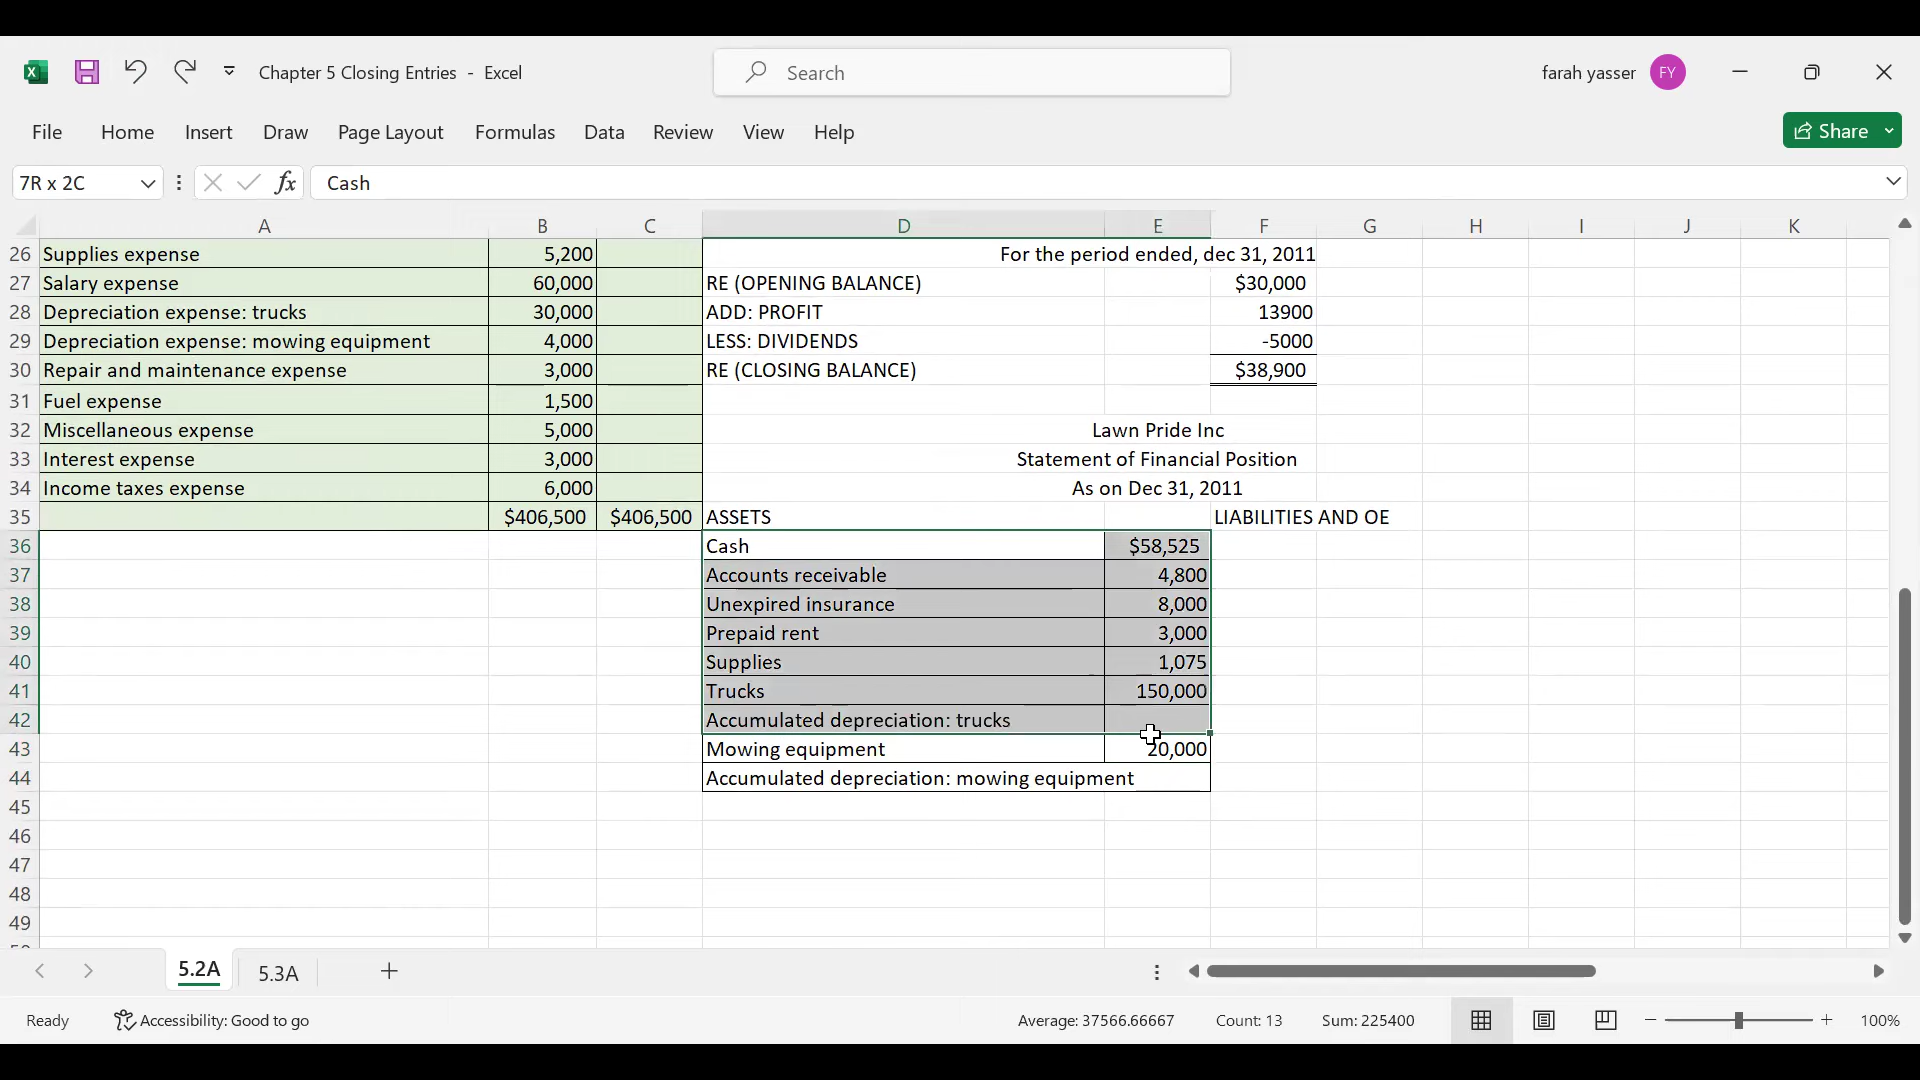 Chapter 5 Closing Entries - Excel
Search
farah yasser FY
File Home Insert Draw Page Layout Formulas Data Review View Help Share
7R x 2C fx Cash
A B C D E F G H I J K
26 Supplies expense 5,200 For the period ended, dec 31, 2011
27 Salary expense 60,000 RE (OPENING BALANCE) $30,000
28 Depreciation expense: trucks 30,000 ADD: PROFIT 13900
29 Depreciation expense: mowing equipment 4,000 LESS: DIVIDENDS -5000
30 Repair and maintenance expense 3,000 RE (CLOSING BALANCE) $38,900
31 Fuel expense 1,500
32 Miscellaneous expense 5,000 Lawn Pride Inc
33 Interest expense 3,000 Statement of Financial Position
34 Income taxes expense 6,000 As on Dec 31, 2011
35 $406,500 $406,500 ASSETS LIABILITIES AND OE
36 Cash $58,525
37 Accounts receivable 4,800
38 Unexpired insurance 8,000
39 Prepaid rent 3,000
40 Supplies 1,075
41 Trucks 150,000
42 Accumulated depreciation: trucks
43 Mowing equipment 20,000
44 Accumulated depreciation: mowing equipment
45
46
47
48
49
5.2A 5.3A
Ready Accessibility: Good to go Average: 37566.66667 Count: 13 Sum: 225400 100%